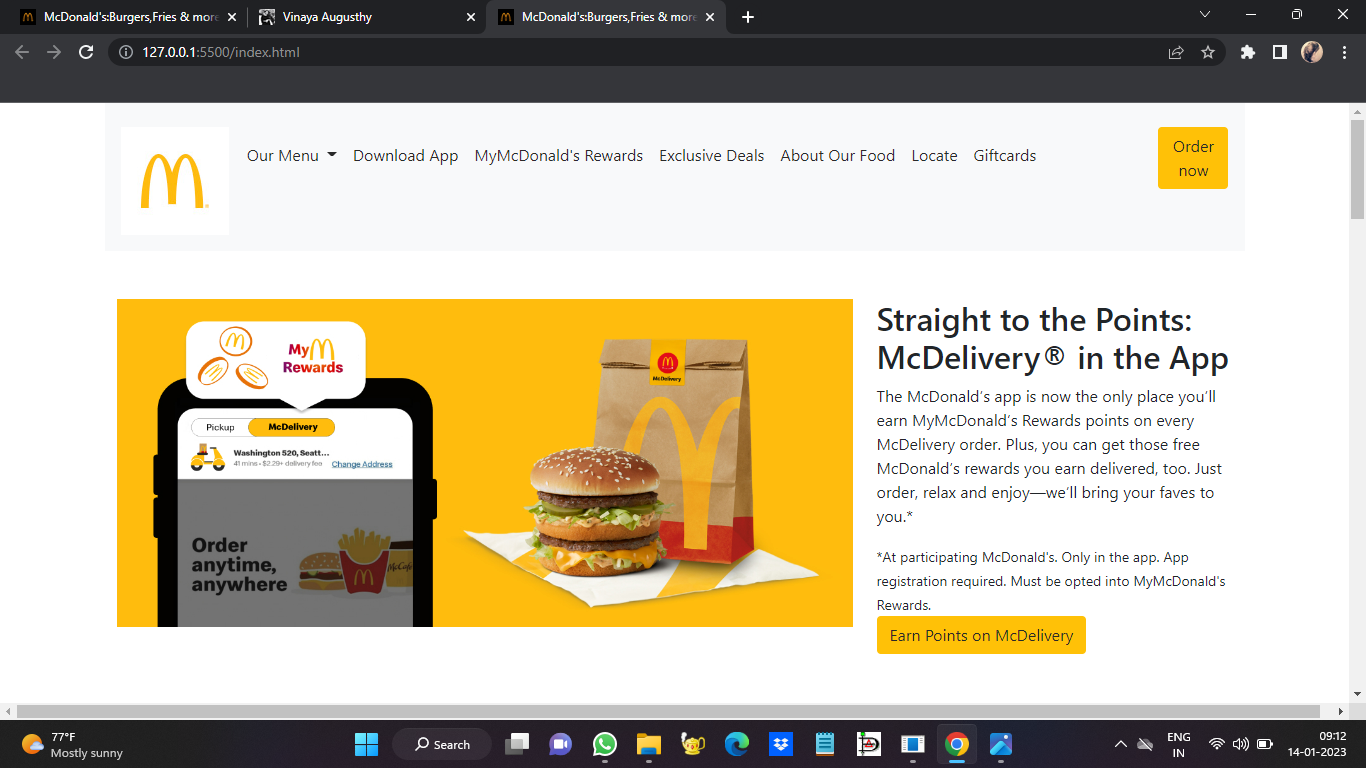 McDonald's:Burgers,Fries & more
Vinaya Augusthy
McDonald's:Burgers,Fries & more
127.0.0.1:5500/index.html
Our Menu Download App MyMcDonald's Rewards Exclusive Deals About Our Food Locate Giftcards
Order
now
My
Rewards
Pickup McDelivery
Washington 520, Seatt...
41 mins • $2.29+ delivery fee Change Address
Order
anytime,
anywhere
McCafé
McDelivery
Straight to the Points:
McDelivery® in the App
The McDonald’s app is now the only place you’ll
earn MyMcDonald’s Rewards points on every
McDelivery order. Plus, you can get those free
McDonald’s rewards you earn delivered, too. Just
order, relax and enjoy—we’ll bring your faves to
you.*
*At participating McDonald's. Only in the app. App
registration required. Must be opted into MyMcDonald's
Rewards.
Earn Points on McDelivery
77°F
Mostly sunny
Search
ENG
IN
09:12
14-01-2023